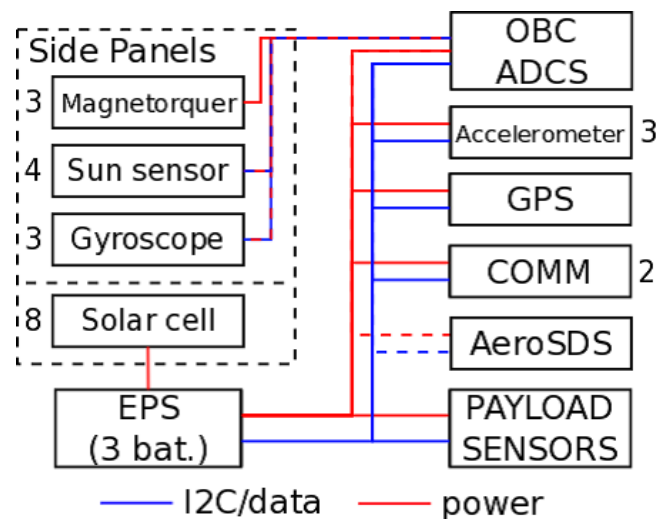 Side Panels
3 Magnetorquer
4 Sun sensor
3 Gyroscope
8 Solar cell
EPS
(3 bat.)
OBC
ADCS
Accelerometer 3
GPS
COMM 2
AeroSDS
PAYLOAD
SENSORS
I2C/data
power